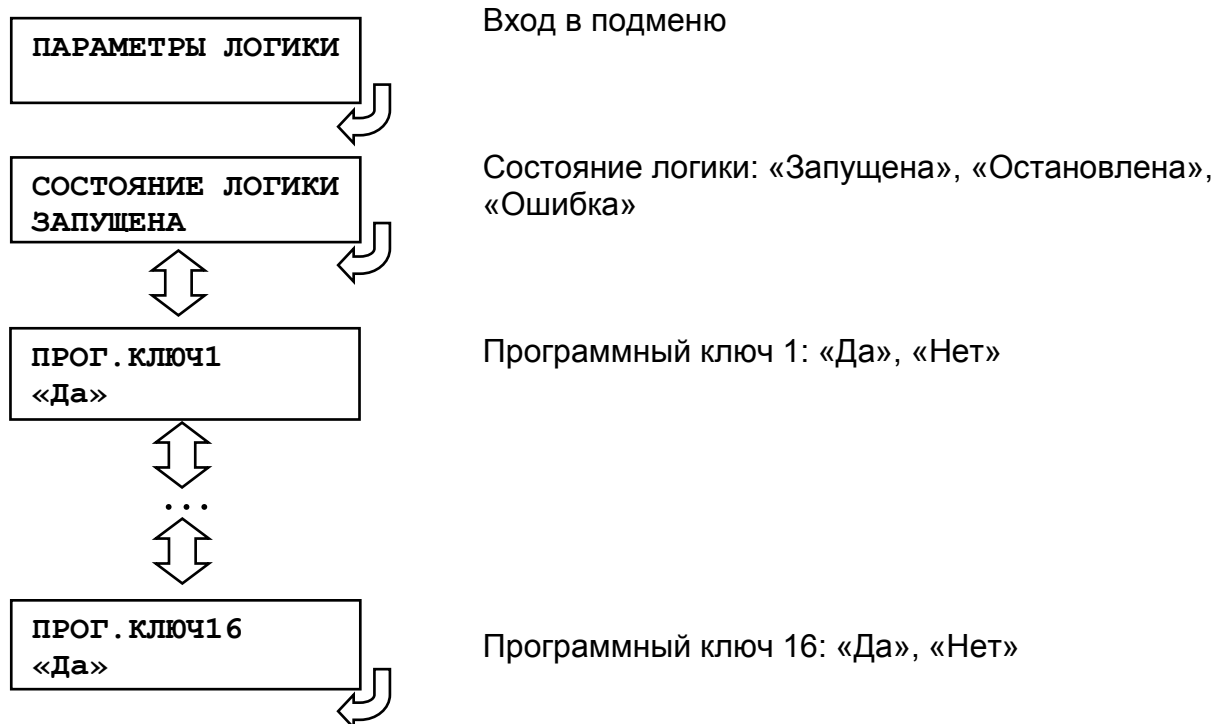 Вход в подменю
ПАРАМЕТРЫ ЛОГИКИ
Состояние логики: «Запущена», «Остановлена»,
«Ошибка»
СОСТОЯНИЕ ЛОГИКИ
ЗАПУЩЕНА
ПРОГ.КЛЮЧ1
«Да»
Программный ключ 1: «Да», «Нет»
...
ПРОГ.КЛЮЧ16
«Да»
Программный ключ 16: «Да», «Нет»